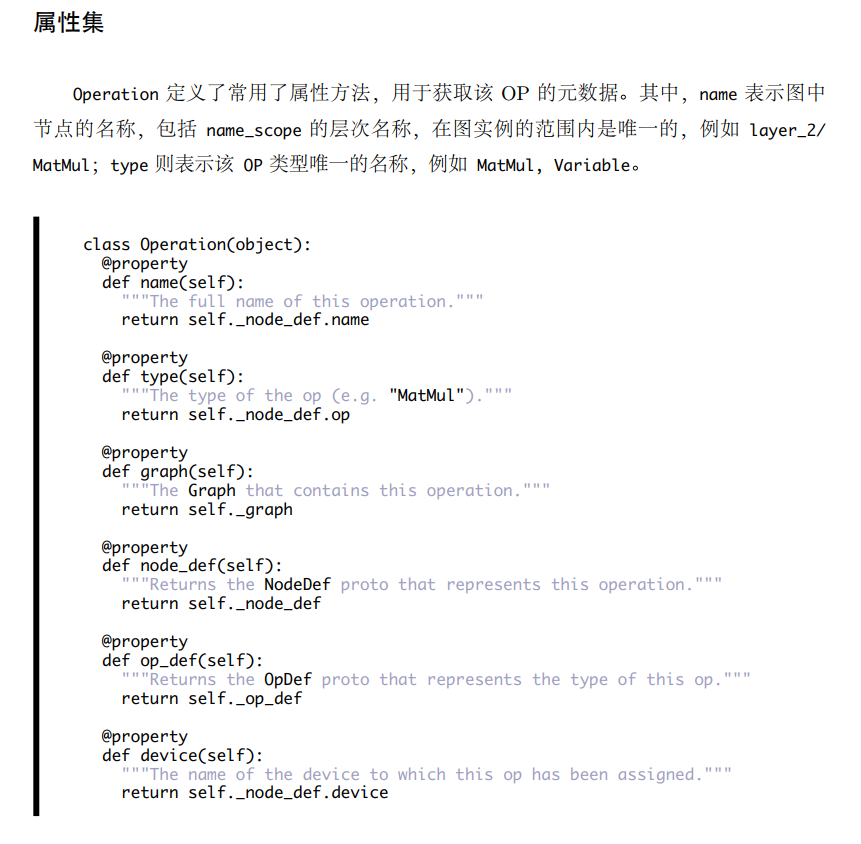 属性集
Operation 定义了常用了属性方法，用于获取该 OP 的元数据。其中，name 表示图中
节点的名称，包括 name_scope 的层次名称，在图实例的范围内是唯一的，例如 layer_2/
MatMul；type 则表示该 OP 类型唯一的名称，例如 MatMul, Variable。
class Operation(object):
  @property
  def name(self):
    """The full name of this operation."""
    return self._node_def.name
  @property
  def type(self):
    """The type of the op (e.g. "MatMul")."""
    return self._node_def.op
  @property
  def graph(self):
    """The Graph that contains this operation."""
    return self._graph
  @property
  def node_def(self):
    """Returns the NodeDef proto that represents this operation."""
    return self._node_def
  @property
  def op_def(self):
    """Returns the OpDef proto that represents the type of this op."""
    return self._op_def
  @property
  def device(self):
    """The name of the device to which this op has been assigned."""
    return self._node_def.device